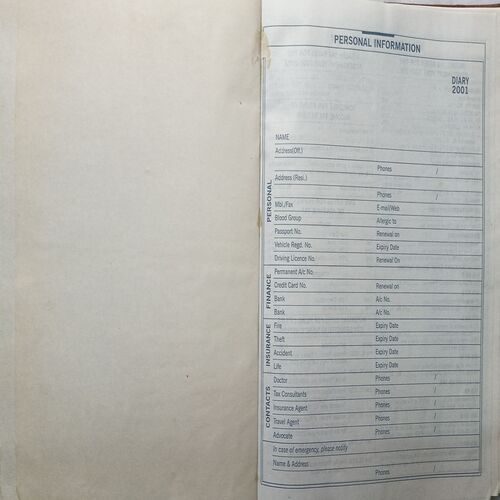 PERSONAL INFORMATION
DIARY
2001
PERSONAL
NAME
Address(Off.)
Phones /
Address (Resi.)
Phones /
Mbl./Fax E-mail/Web
Blood Group Allergic to
Passport No. Renewal on
Vehicle Regd. No. Expiry Date
Driving Licence No. Renewal On
FINANCE
Permanent A/c No.
Credit Card No. Renewal on
Bank A/c No.
Bank A/c No.
INSURANCE
Fire Expiry Date
Theft Expiry Date
Accident Expiry Date
Life Expiry Date
CONTACTS
Doctor Phones /
Tax Consultants Phones /
Insurance Agent Phones /
Travel Agent Phones /
Advocate Phones /
In case of emergency, please notify
Name & Address
Phones /